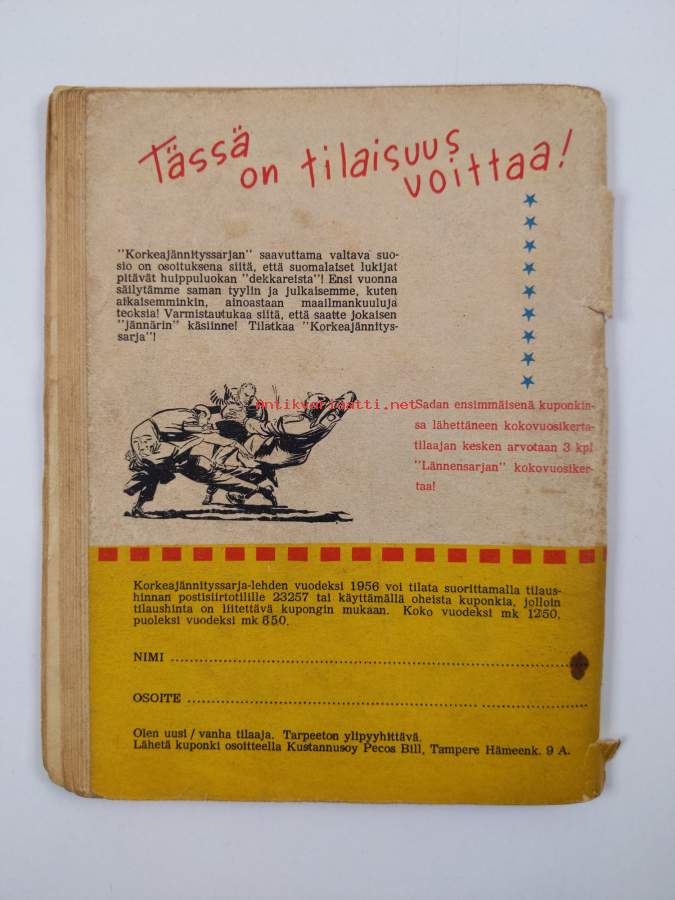 Tässä
on tilaisuus
voittaa!
"Korkeajännityssarjan" saavuttama valtava suo-
sio on osoituksena siitä, että suomalaiset lukijat
pitävät huippuluokan "dekkareista"! Ensi vuonna
säilytämme saman tyylin ja julkaisemme, kuten
aikaisemminkin, ainoastaan maailmankuuluja
teoksia! Varmistautukaa siitä, että saatte jokaisen
"jännärin" käsiinne! Tilatkaa "Korkeajännitys-
sarja"!
Antikvariaatti.net
Sadan ensimmäisenä kuponkin-
sa lähettäneen kokovuosikerta-
tilaajan kesken arvotaan 3 kpl
"Lännensarjan" kokovuosiker-
taa!
Korkeajännityssarja-lehden vuodeksi 1956 voi tilata suorittamalla tilaus-
hinnan postisiirtotilille 23257 tai käyttämällä oheista kuponkia, jolloin
tilaushinta on liitettävä kupongin mukaan. Koko vuodeksi mk 1250,
puoleksi vuodeksi mk 650.
NIMI
OSOITE
Olen uusi / vanha tilaaja. Tarpeeton ylipyyhittävä.
Lähetä kuponki osoitteella Kustannusoy Pecos Bill, Tampere Hämeenk. 9 A.